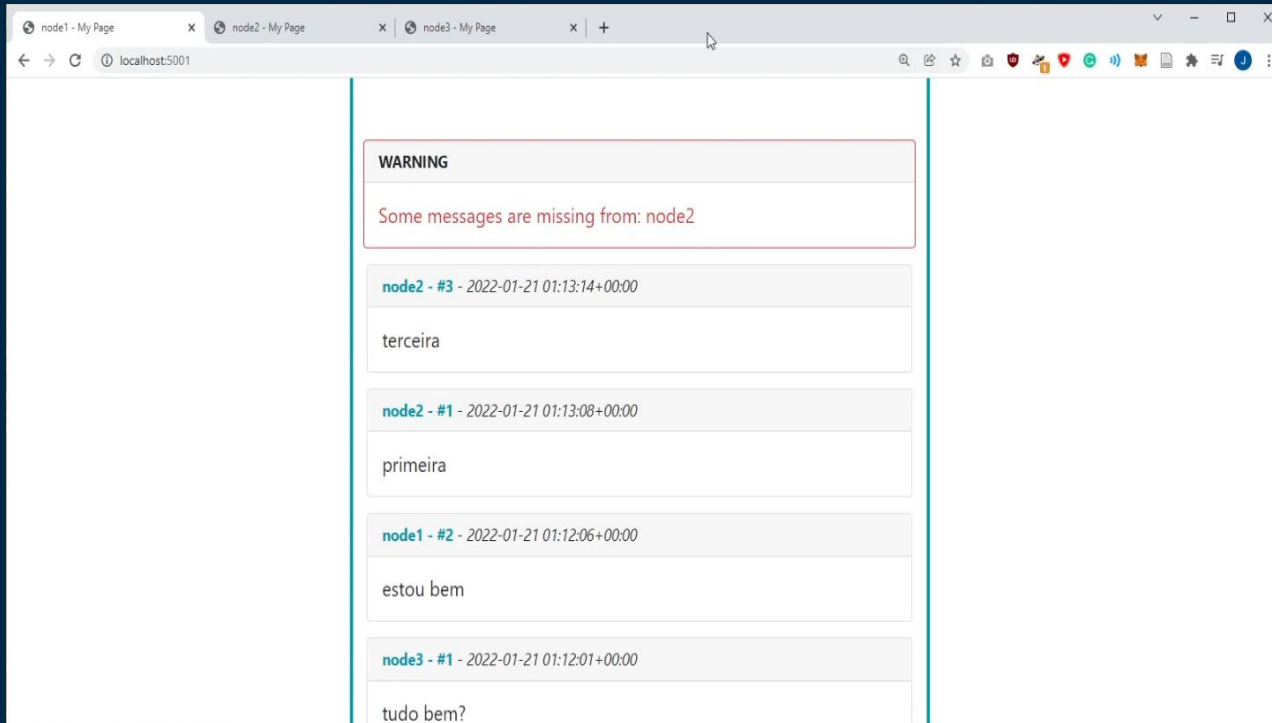 node1 - My Page
node2 - My Page
node3 - My Page
localhost:5001
WARNING
Some messages are missing from: node2
node2 - #3 - 2022-01-21 01:13:14+00:00
terceira
node2 - #1 - 2022-01-21 01:13:08+00:00
primeira
node1 - #2 - 2022-01-21 01:12:06+00:00
estou bem
node3 - #1 - 2022-01-21 01:12:01+00:00
tudo bem?